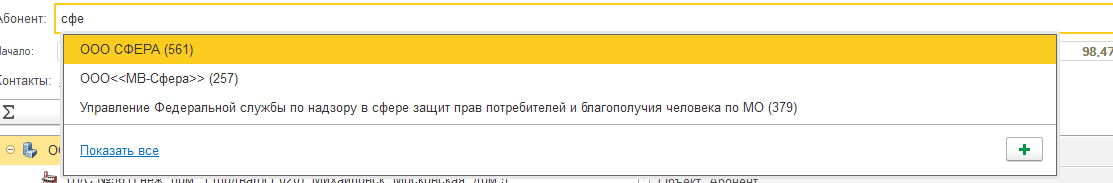 Абонент: сфе
ООО СФЕРА (561)
Начало: 98,47
ООО<<МВ-Сфера>> (257)
Контакты:
Управление Федеральной службы по надзору в сфере защит прав потребителей и благополучия человека по МО (379)
Σ
Показать все